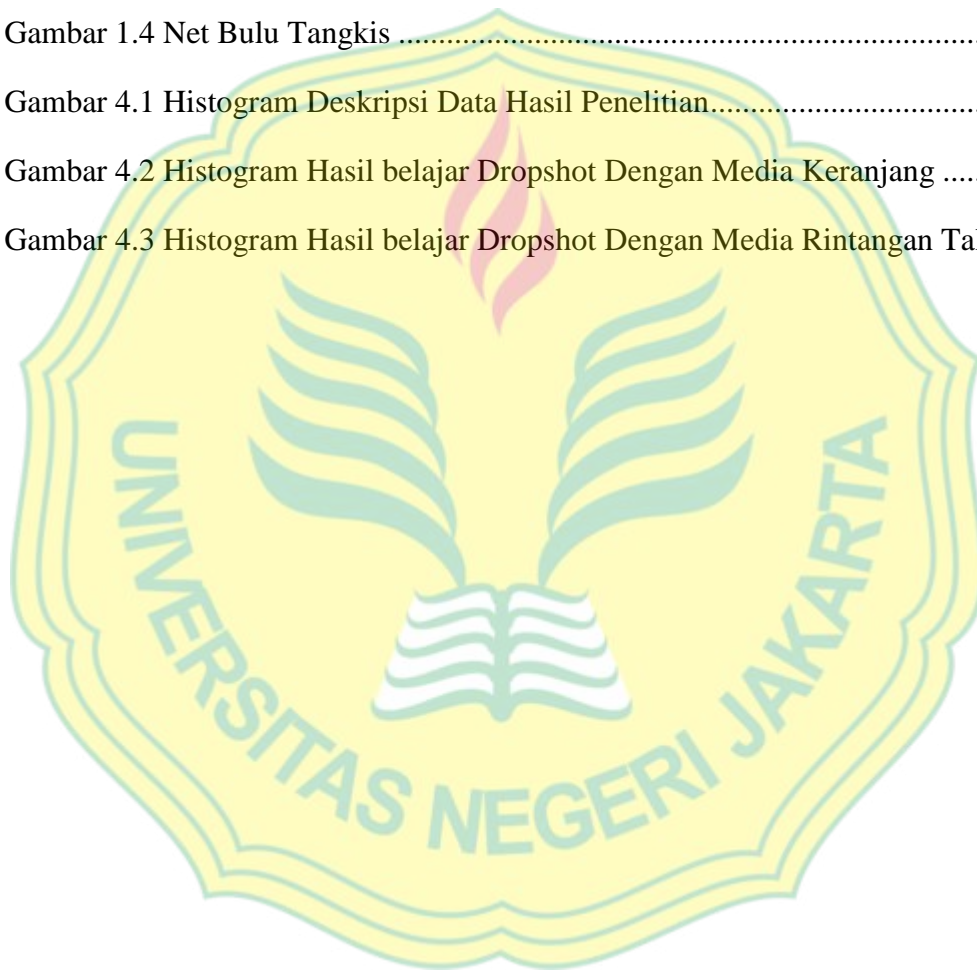 Gambar 1.4 Net Bulu Tangkis ........................................................................
Gambar 4.1 Histogram Deskripsi Data Hasil Penelitian.................................
Gambar 4.2 Histogram Hasil belajar Dropshot Dengan Media Keranjang .....
Gambar 4.3 Histogram Hasil belajar Dropshot Dengan Media Rintangan
UNIVERSITAS NEGERI JAKARTA